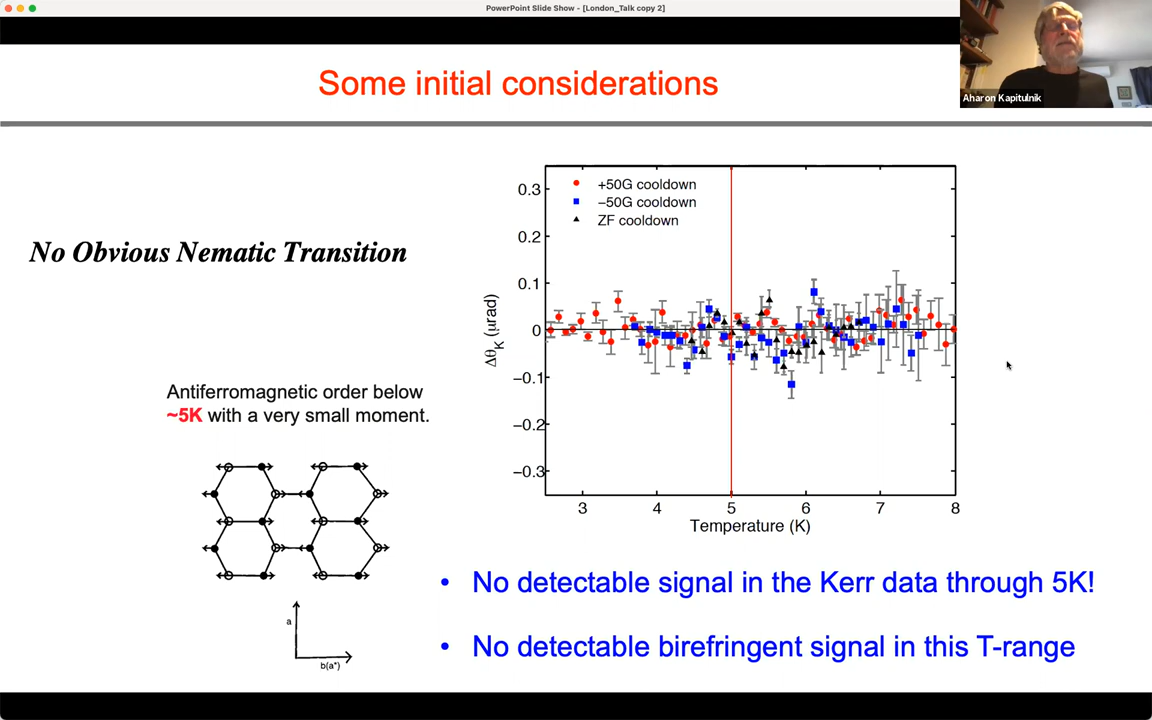 PowerPoint Slide Show - [London_Talk copy 2]
Aharon Kapitulnik
Some initial considerations
No Obvious Nematic Transition
Antiferromagnetic order below
~5K with a very small moment.
a
b(a*)
+50G cooldown
−50G cooldown
ZF cooldown
0.3
0.2
0.1
0
−0.1
−0.2
−0.3
ΔθK (μrad)
3 4 5 6 7 8
Temperature (K)
• No detectable signal in the Kerr data through 5K!
• No detectable birefringent signal in this T-range